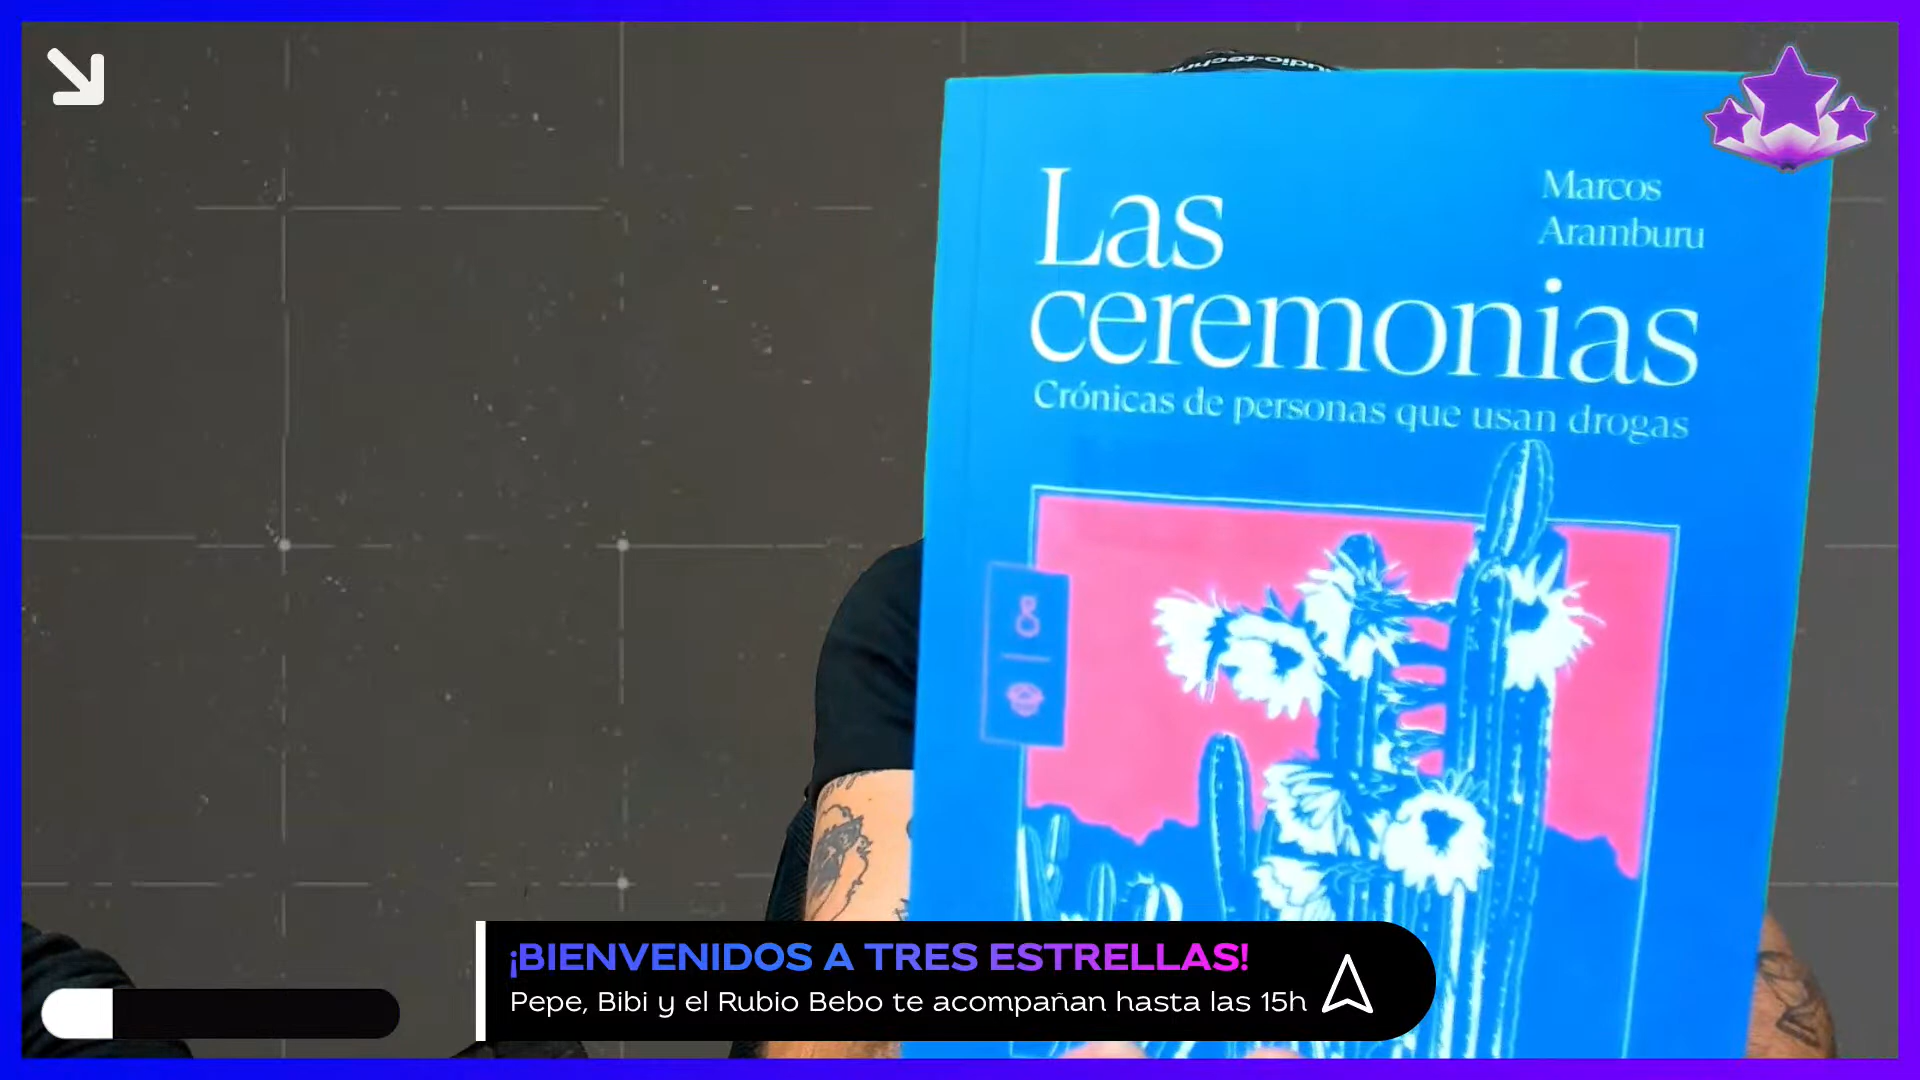 Las
ceremonias
Marcos
Aramburu
Crónicas de personas que usan drogas
¡BIENVENIDOS A TRES ESTRELLAS!
Pepe, Bibi y el Rubio Bebo te acompañan hasta las 15h